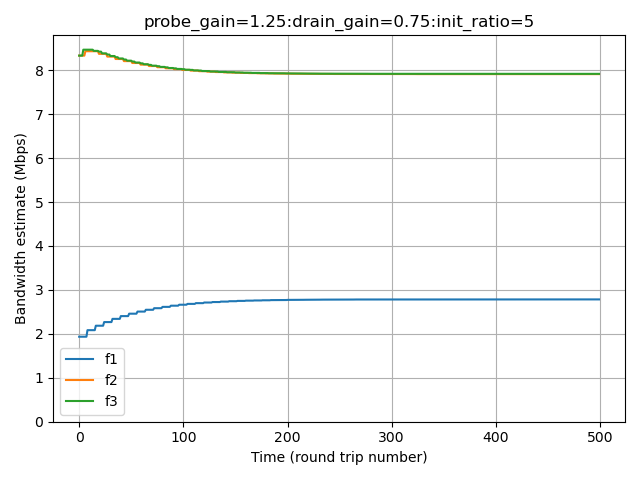 probe_gain=1.25:drain_gain=0.75:init_ratio=5
Bandwidth estimate (Mbps)
8
7
6
5
4
3
2
1
0
f1
f2
f3
0 100 200 300 400 500
Time (round trip number)